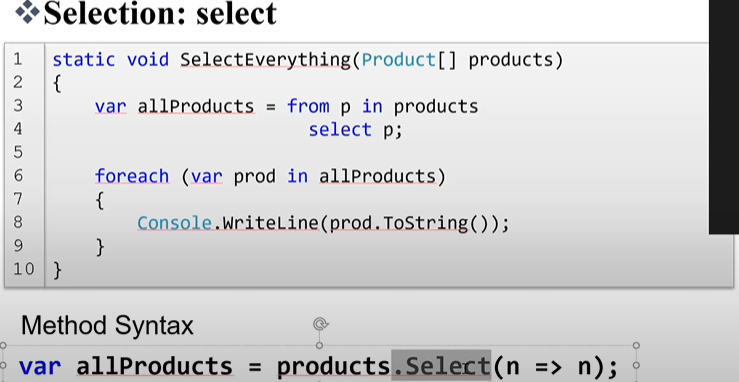 ❖Selection: select
1 static void SelectEverything(Product[] products)
2 {
3 var allProducts = from p in products
4 select p;
5
6 foreach (var prod in allProducts)
7 {
8 Console.WriteLine(prod.ToString());
9 }
10 }
Method Syntax
var allProducts = products.Select(n => n);